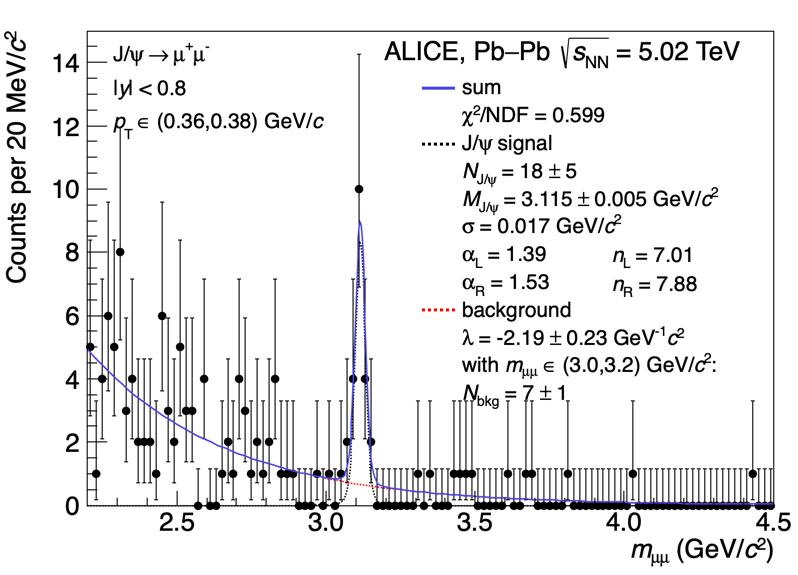 Counts per 20 MeV/c²
14
12
10
8
6
4
2
0
J/ψ → μ⁺μ⁻
|y| < 0.8
p_T ∈ (0.36,0.38) GeV/c
ALICE, Pb–Pb √s_NN = 5.02 TeV
sum
χ²/NDF = 0.599
J/ψ signal
N_J/ψ = 18 ± 5
M_J/ψ = 3.115 ± 0.005 GeV/c²
σ = 0.017 GeV/c²
α_L = 1.39 n_L = 7.01
α_R = 1.53 n_R = 7.88
background
λ = -2.19 ± 0.23 GeV⁻¹c²
with m_μμ ∈ (3.0,3.2) GeV/c²:
N_bkg = 7 ± 1
2.5 3.0 3.5 4.0 4.5
m_μμ (GeV/c²)